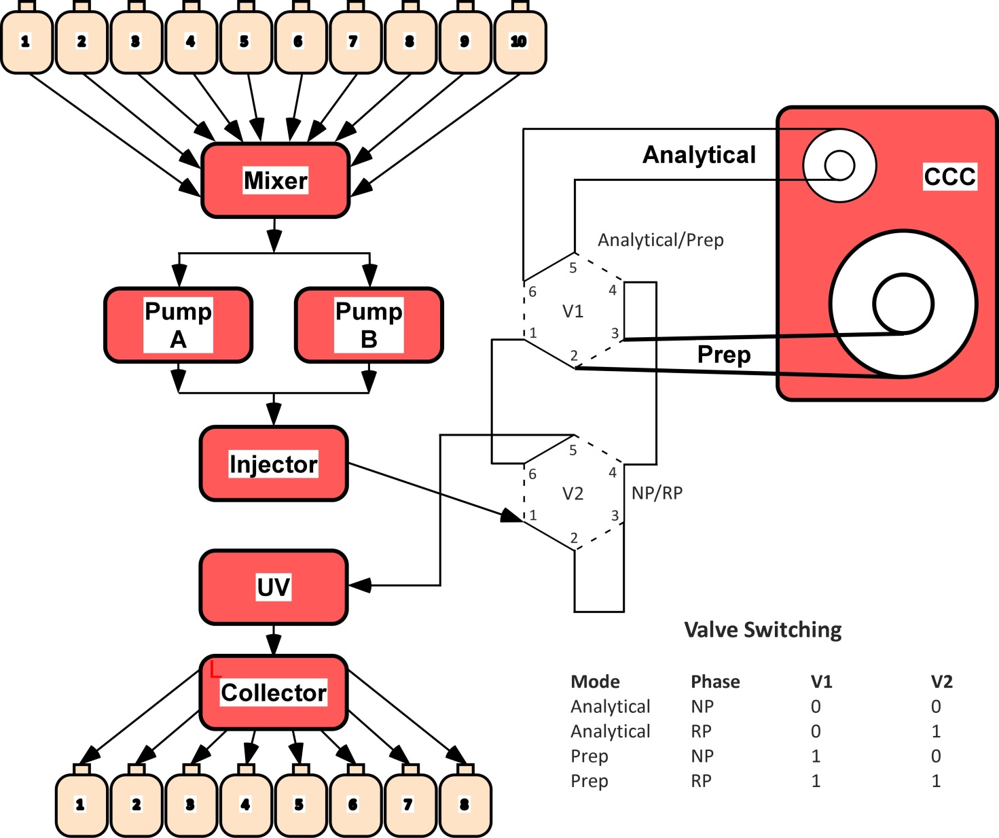 1 2 3 4 5 6 7 8 9 10
Mixer
Pump
A
Pump
B
Injector
UV
L
Collector
1 2 3 4 5 6 7 8
Analytical
CCC
Analytical/Prep
5
6 4
V1
1 3
2
Prep
5
6 4
V2 NP/RP
1 3
2
Valve Switching
Mode Phase V1 V2
Analytical NP 0 0
Analytical RP 0 1
Prep NP 1 0
Prep RP 1 1